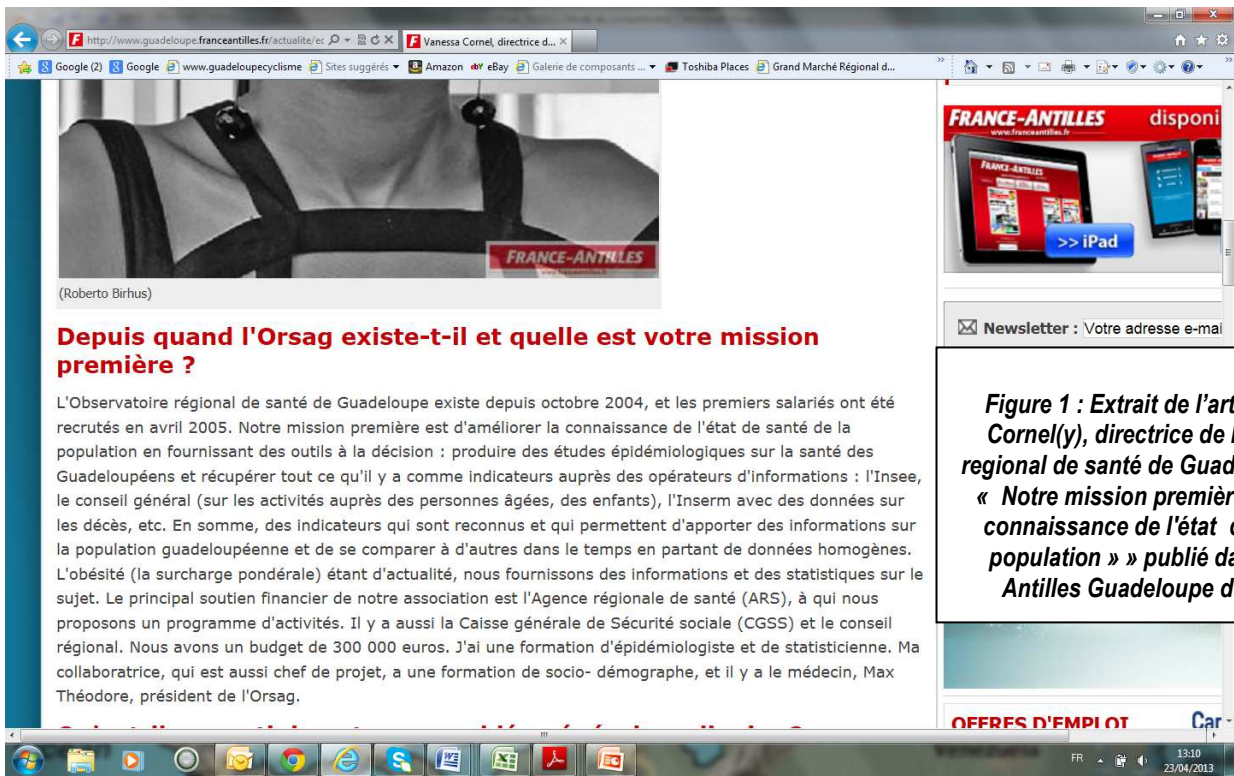 http://www.guadeloupe.franceantilles.fr/actualite/ec
Vanessa Cornel, directrice d...
Google (2) Google www.guadeloupecyclisme Sites suggérés Amazon eBay Galerie de composants ... Toshiba Places Grand Marché Régional d...
FRANCE-ANTILLES disponi
www.franceantilles.fr
FRANCE-ANTILLES
>> iPad
FRANCE-ANTILLES
(Roberto Birhus)
Newsletter : Votre adresse e-mai
Depuis quand l'Orsag existe-t-il et quelle est votre mission
première ?
L'Observatoire régional de santé de Guadeloupe existe depuis octobre 2004, et les premiers salariés ont été
recrutés en avril 2005. Notre mission première est d'améliorer la connaissance de l'état de santé de la
population en fournissant des outils à la décision : produire des études épidémiologiques sur la santé des
Guadeloupéens et récupérer tout ce qu'il y a comme indicateurs auprès des opérateurs d'informations : l'Insee,
le conseil général (sur les activités auprès des personnes âgées, des enfants), l'Inserm avec des données sur
les décès, etc. En somme, des indicateurs qui sont reconnus et qui permettent d'apporter des informations sur
la population guadeloupéenne et de se comparer à d'autres dans le temps en partant de données homogènes.
L'obésité (la surcharge pondérale) étant d'actualité, nous fournissons des informations et des statistiques sur le
sujet. Le principal soutien financier de notre association est l'Agence régionale de santé (ARS), à qui nous
proposons un programme d'activités. Il y a aussi la Caisse générale de Sécurité sociale (CGSS) et le conseil
régional. Nous avons un budget de 300 000 euros. J'ai une formation d'épidémiologiste et de statisticienne. Ma
collaboratrice, qui est aussi chef de projet, a une formation de socio- démographe, et il y a le médecin, Max
Théodore, président de l'Orsag.
Figure 1 : Extrait de l'art
Cornel(y), directrice de l
regional de santé de Guad
« Notre mission premièr
connaissance de l'état
population » » publié da
Antilles Guadeloupe d
OFFRES D'EMPLOI Car
FR 13:10
23/04/2013